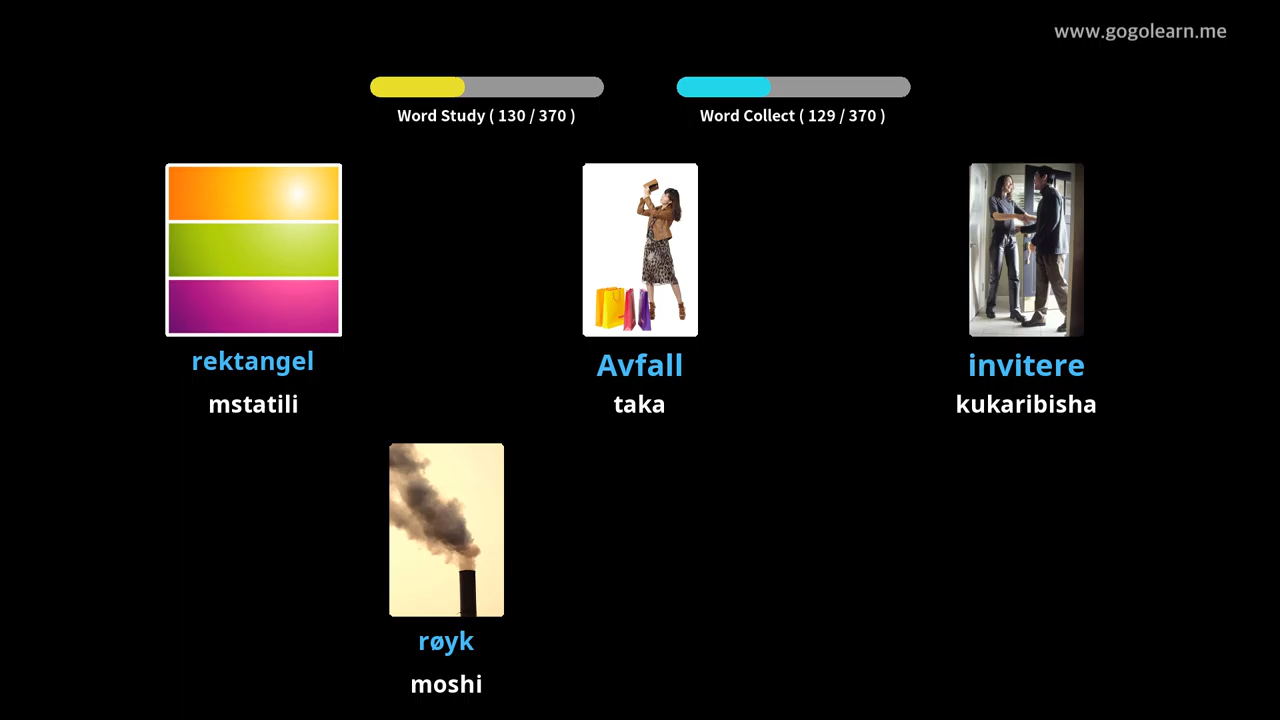 www.gogolearn.me
Word Study ( 130 / 370 )
Word Collect ( 129 / 370 )
rektangel
mstatili
Avfall
taka
invitere
kukaribisha
røyk
moshi